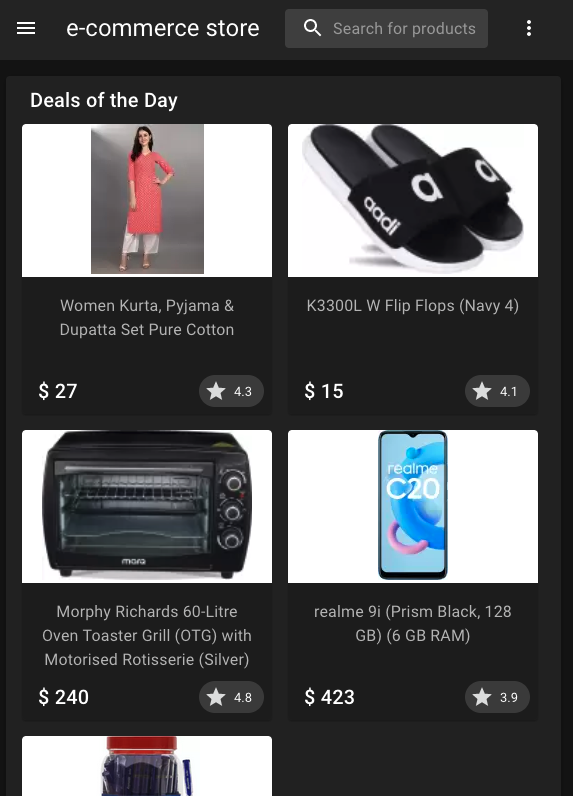 e-commerce store
Search for products
Deals of the Day
aadi
a
a
Women Kurta, Pyjama &
Dupatta Set Pure Cotton
$ 27
4.3
K3300L W Flip Flops (Navy 4)
$ 15
4.1
marq
Morphy Richards 60-Litre
Oven Toaster Grill (OTG) with
Motorised Rotisserie (Silver)
$ 240
4.8
realme
C20
realme 9i (Prism Black, 128
GB) (6 GB RAM)
$ 423
3.9